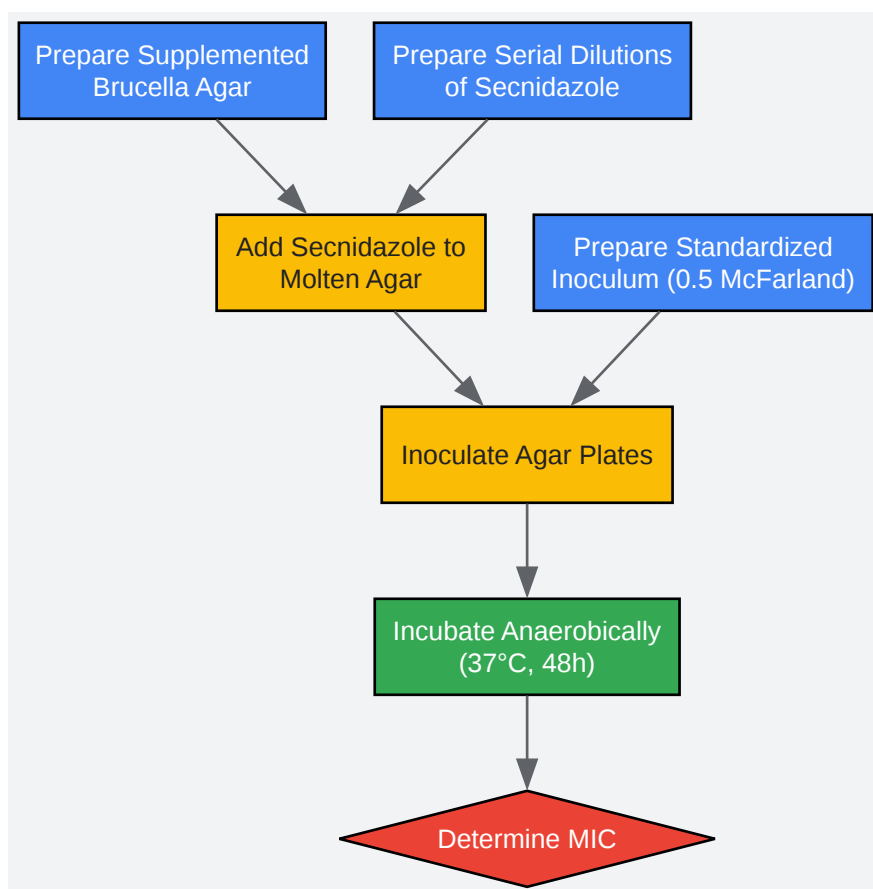 Prepare Supplemented
Brucella Agar
Prepare Serial Dilutions
of Secnidazole
Add Secnidazole to
Molten Agar
Prepare Standardized
Inoculum (0.5 McFarland)
Inoculate Agar Plates
Incubate Anaerobically
(37°C, 48h)
Determine MIC